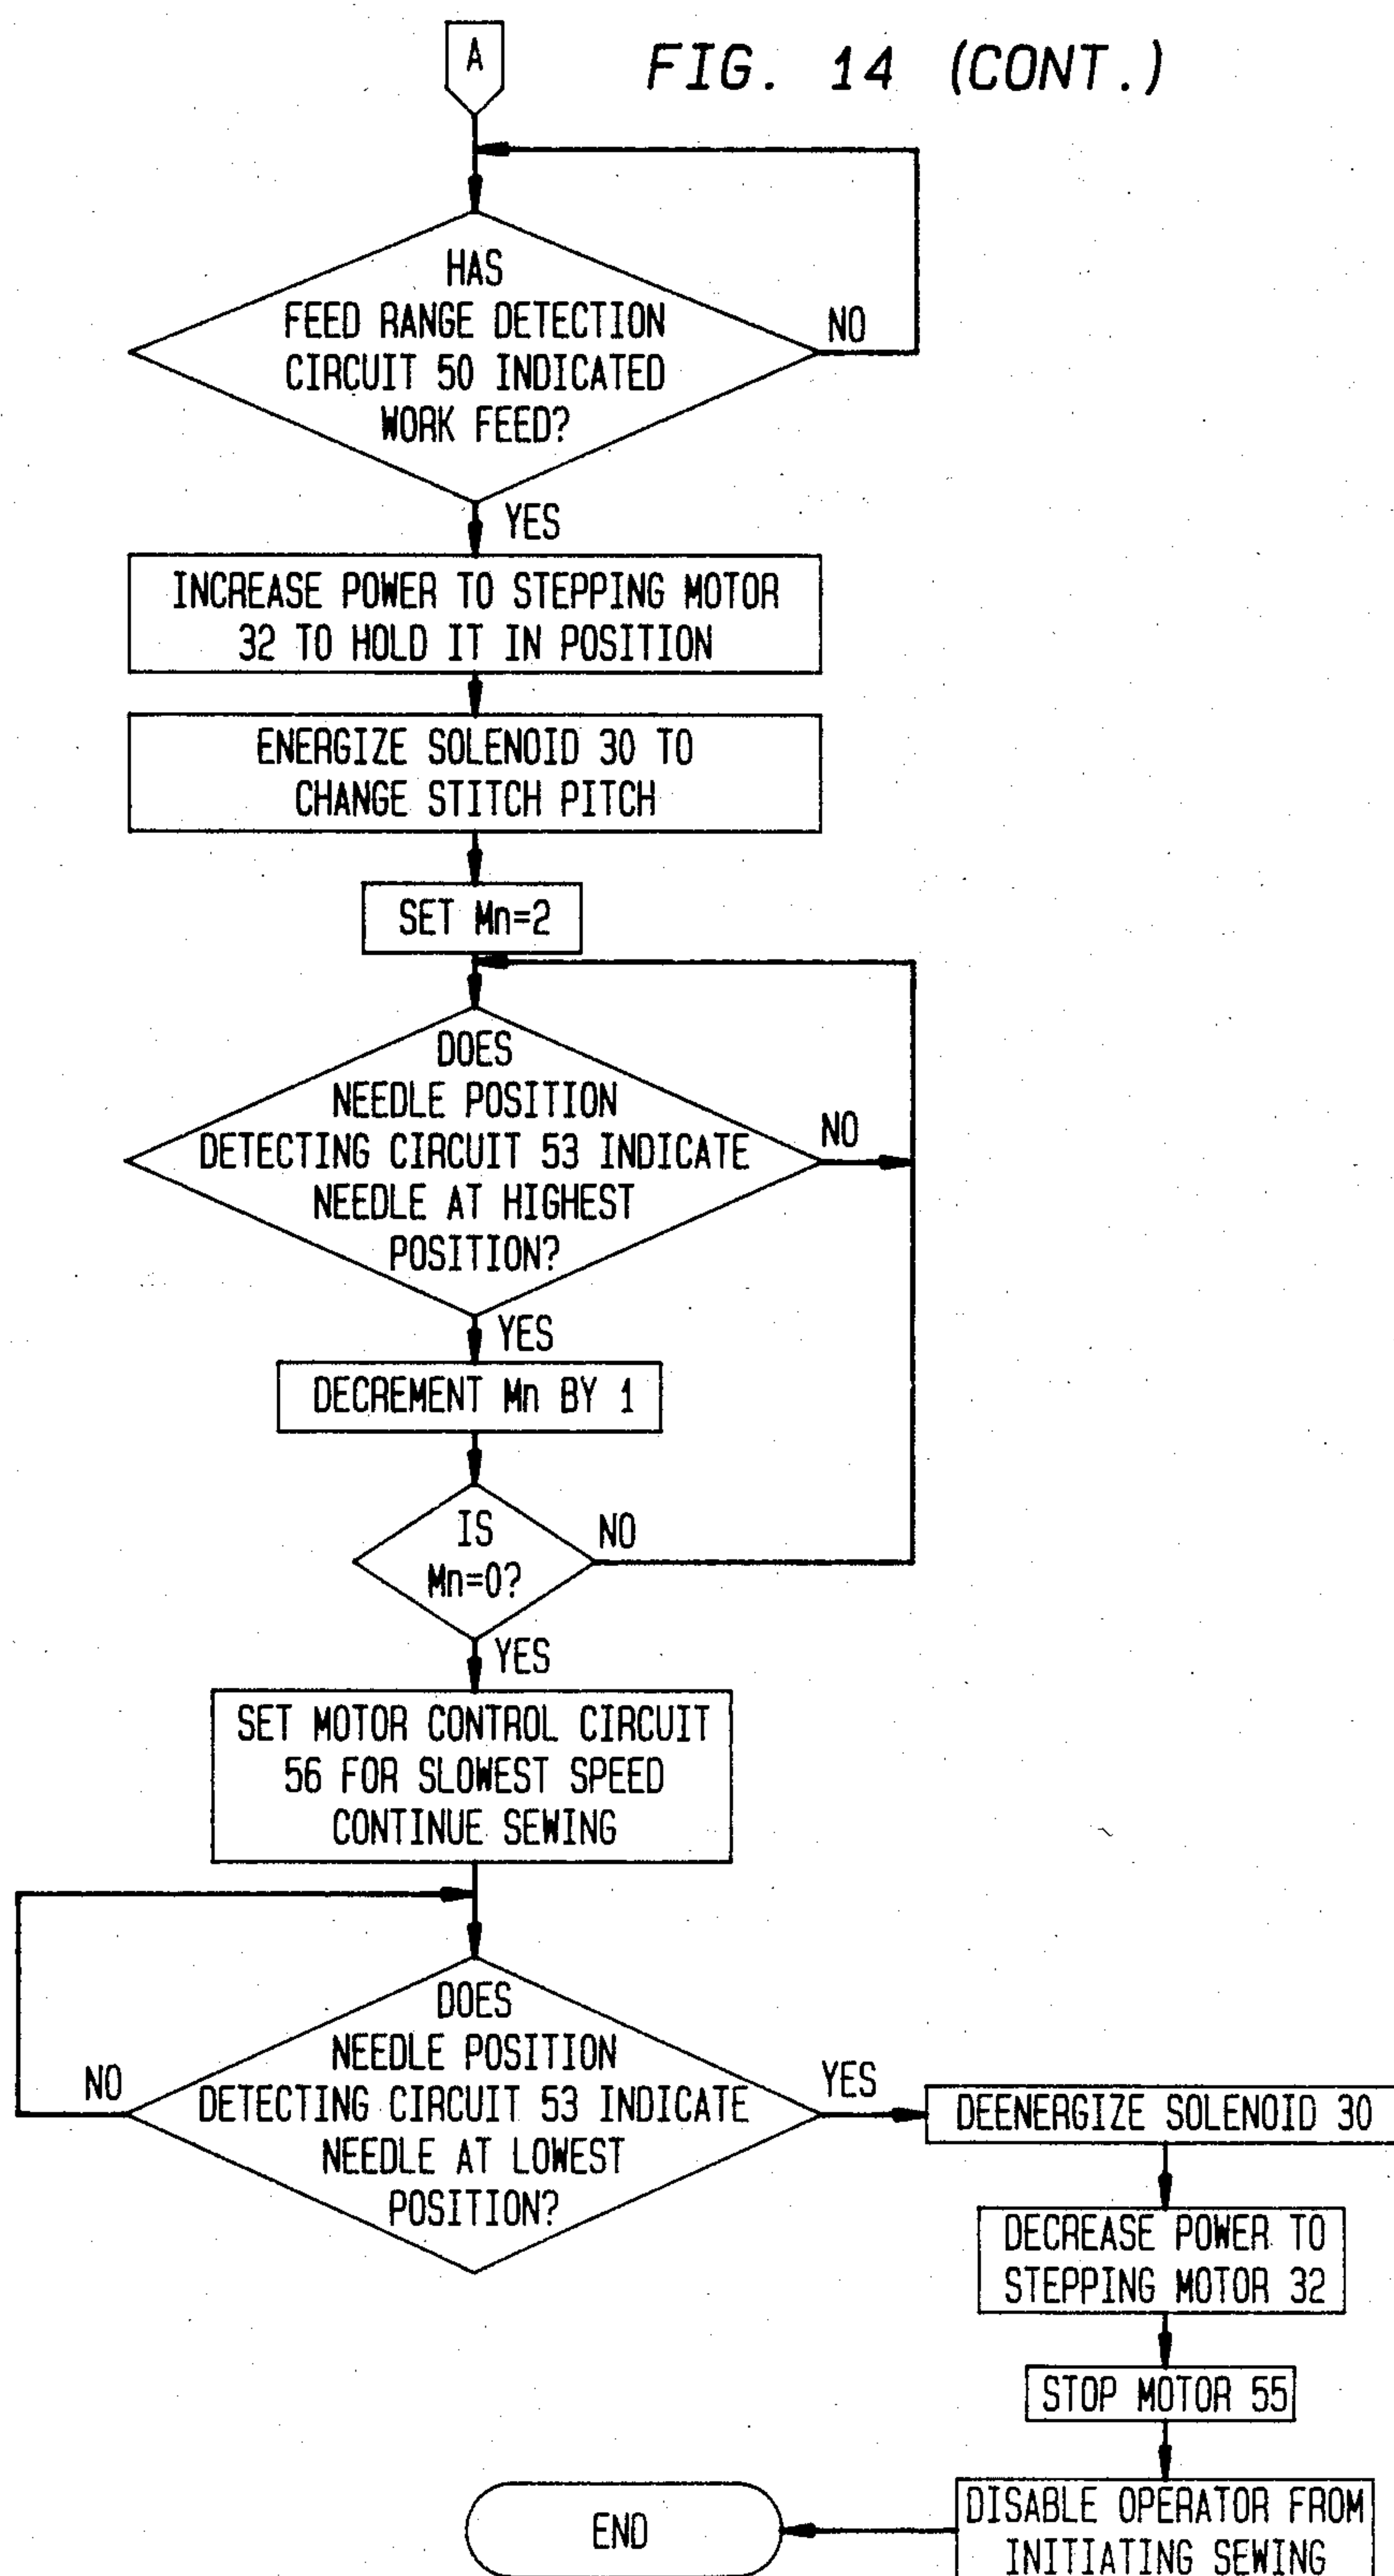 A
FIG. 14 (CONT.)
HAS
FEED RANGE DETECTION
CIRCUIT 50 INDICATED
WORK FEED?
NO
YES
INCREASE POWER TO STEPPING MOTOR
32 TO HOLD IT IN POSITION
ENERGIZE SOLENOID 30 TO
CHANGE STITCH PITCH
SET Mn=2
DOES
NEEDLE POSITION
DETECTING CIRCUIT 53 INDICATE
NEEDLE AT HIGHEST
POSITION?
NO
YES
DECREMENT Mn BY 1
IS
Mn=0?
NO
YES
SET MOTOR CONTROL CIRCUIT
56 FOR SLOWEST SPEED
CONTINUE SEWING
DOES
NEEDLE POSITION
DETECTING CIRCUIT 53 INDICATE
NEEDLE AT LOWEST
POSITION?
NO
YES
DEENERGIZE SOLENOID 30
DECREASE POWER TO
STEPPING MOTOR 32
STOP MOTOR 55
DISABLE OPERATOR FROM
INITIATING SEWING
END